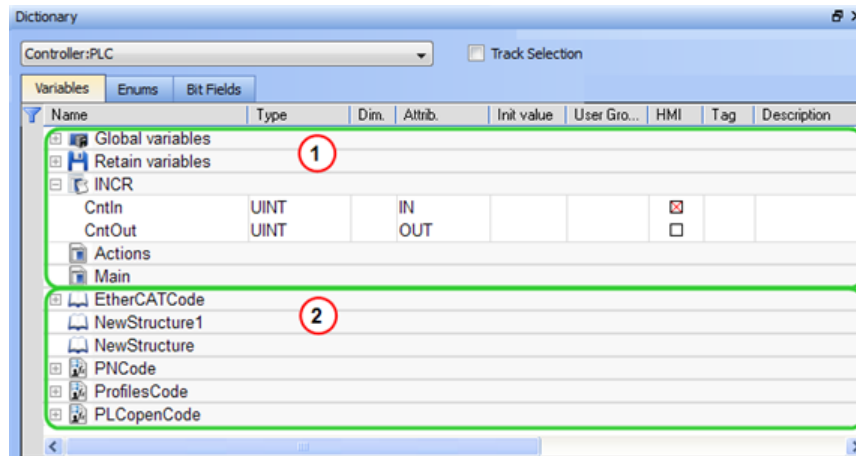 Dictionary
Controller:PLC Track Selection
Variables Enums Bit Fields
Name Type Dim. Attrib. Init value User Gro... HMI Tag Description
Global variables
1
Retain variables
INCR
CntIn UINT IN
CntOut UINT OUT
Actions
Main
EtherCATCode
2
NewStructure1
NewStructure
PNCode
ProfilesCode
PLCopenCode